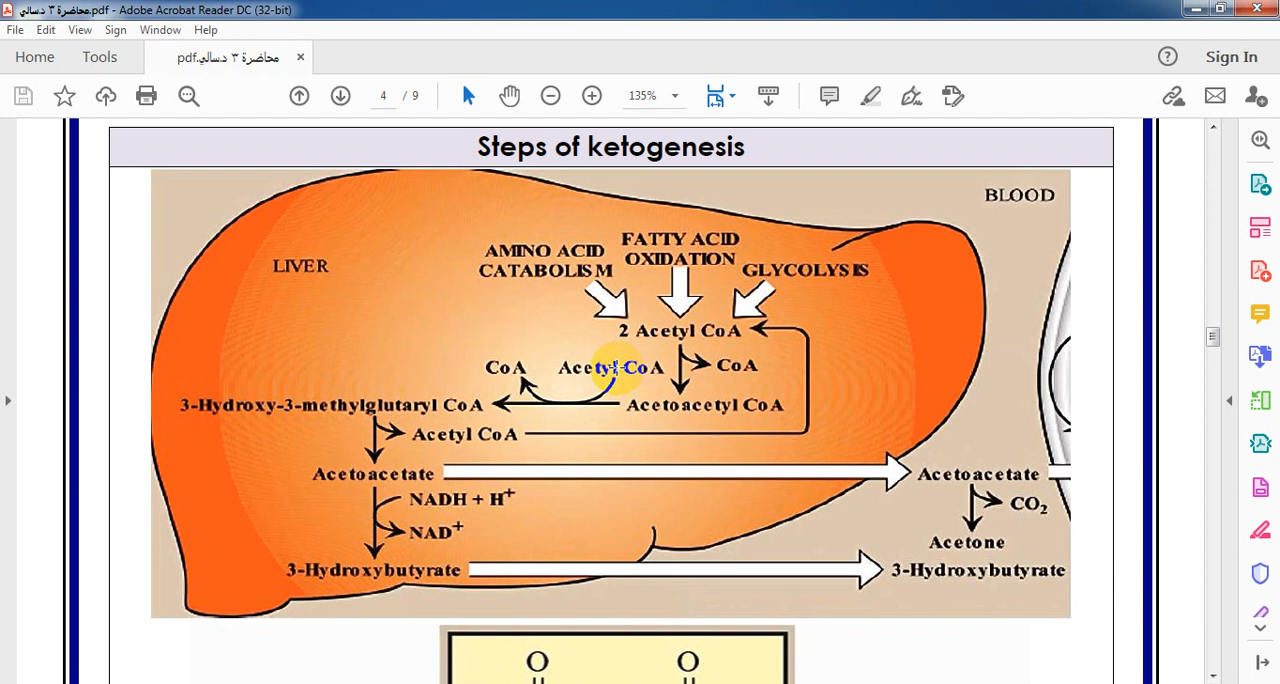 محاضرة ٣ د.سالي.pdf - Adobe Acrobat Reader DC (32-bit)
File Edit View Sign Window Help
Home Tools محاضرة ٣ د.سالي.pdf × ? Sign In
4 / 9 135%
Steps of ketogenesis
BLOOD
LIVER
AMINO ACID CATABOLISM
FATTY ACID OXIDATION
GLYCOLYSIS
2 Acetyl CoA
CoA Acetyl CoA CoA
3-Hydroxy-3-methylglutaryl CoA Acetoacetyl CoA
Acetyl CoA
Acetoacetate Acetoacetate
NADH + H+ CO2
NAD+
Acetone
3-Hydroxybutyrate 3-Hydroxybutyrate
O O